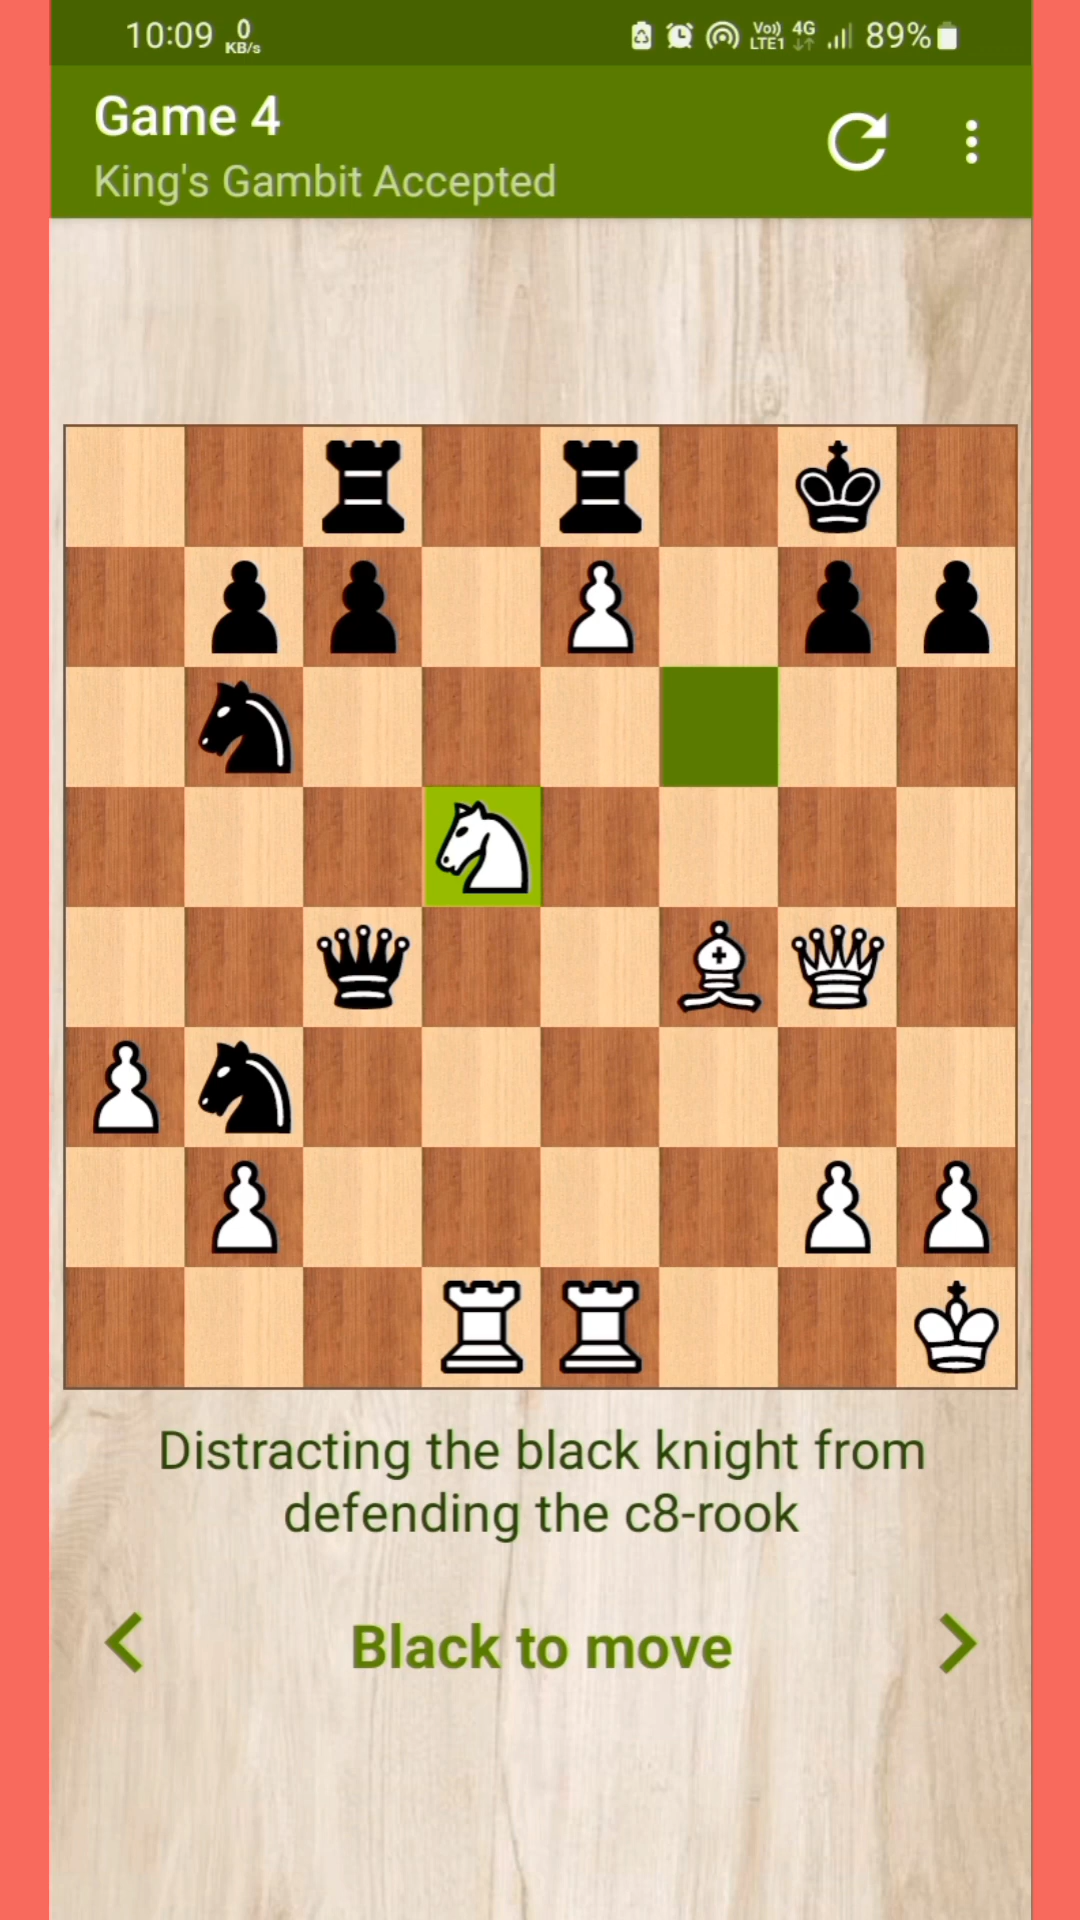 10:09 0 KB/s Vo) LTE1 4G 89%
Game 4
King's Gambit Accepted
Distracting the black knight from
defending the c8-rook
Black to move